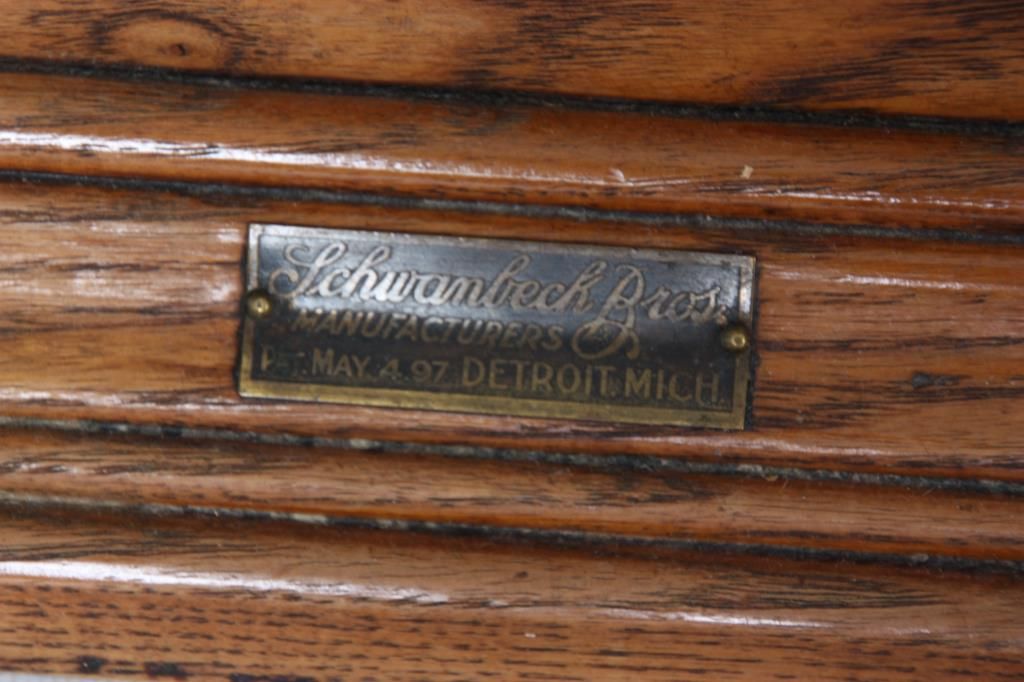 Schwanbeck Bros.
MANUFACTURERS
PAT. MAY. 4. 97. DETROIT. MICH.